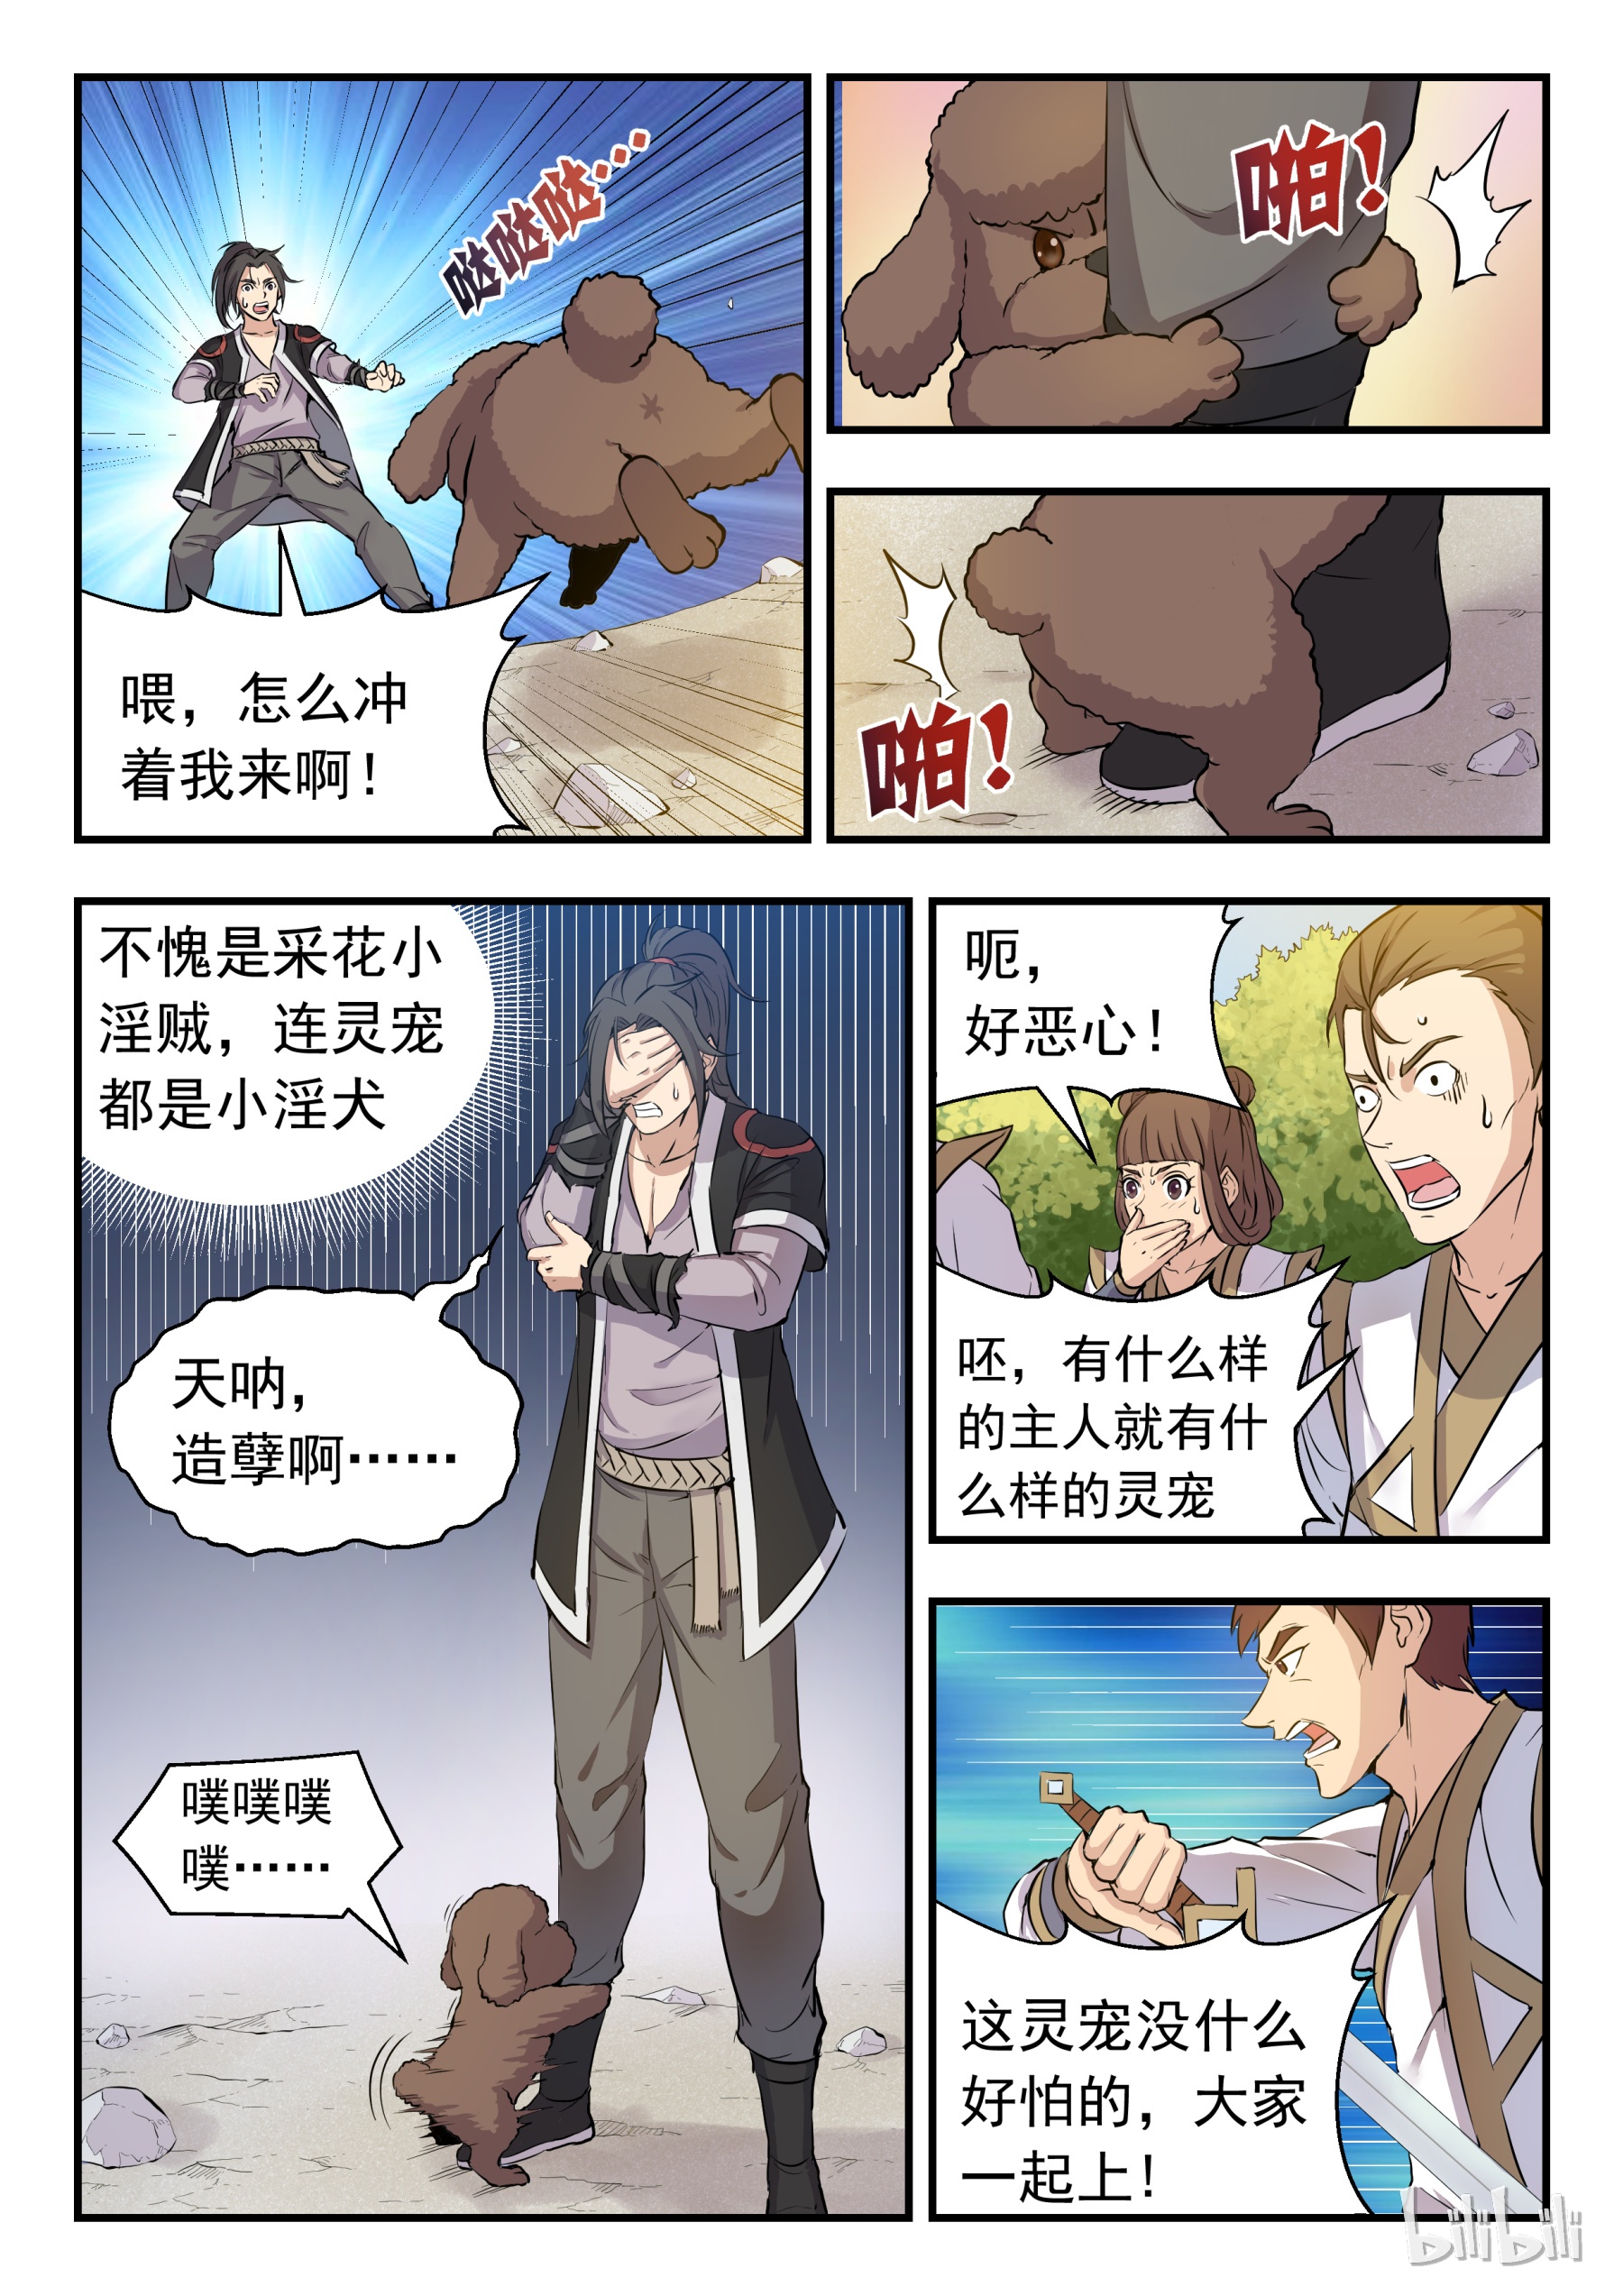 哒哒哒…
喂，怎么冲
着我来啊！
啪！
啪！
不愧是采花小
淫贼，连灵宠
都是小淫犬
天呐，
造孽啊……
噗噗噗
噗……
呃，
好恶心！
呸，有什么样
的主人就有什
么样的灵宠
这灵宠没什么
好怕的，大家
一起上！
bilibili